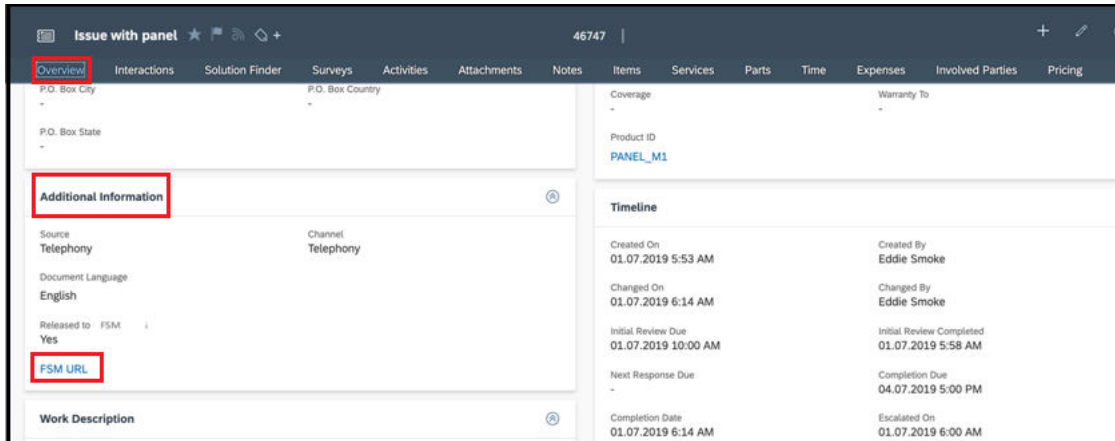 Issue with panel
46747
Overview Interactions Solution Finder Surveys Activities Attachments Notes Items Services Parts Time Expenses Involved Parties Pricing
P.O. Box City P.O. Box Country
- -
P.O. Box State
-
Additional Information
Source Channel
Telephony Telephony
Document Language
English
Released to FSM
Yes
FSM URL
Work Description
Coverage Warranty To
- -
Product ID
PANEL_M1
Timeline
Created On Created By
01.07.2019 5:53 AM Eddie Smoke
Changed On Changed By
01.07.2019 6:14 AM Eddie Smoke
Initial Review Due Initial Review Completed
01.07.2019 10:00 AM 01.07.2019 5:58 AM
Next Response Due Completion Due
- 04.07.2019 5:00 PM
Completion Date Escalated On
01.07.2019 6:14 AM 01.07.2019 6:00 AM